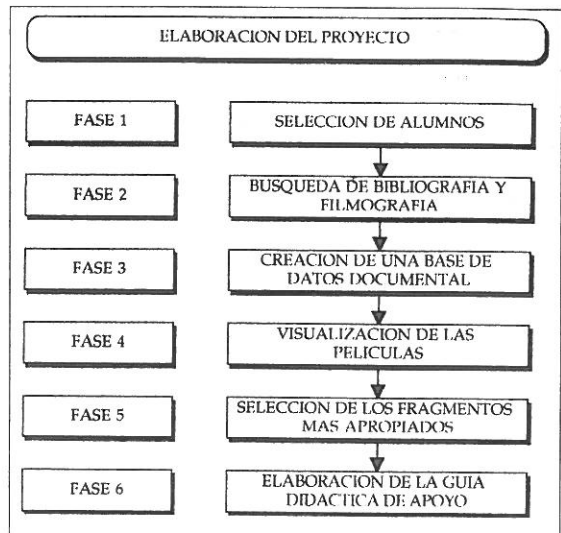 ELABORACION DEL PROYECTO
FASE 1
SELECCION DE ALUMNOS
FASE 2
BUSQUEDA DE BIBLIOGRAFIA Y
FILMOGRAFIA
FASE 3
CREACION DE UNA BASE DE
DATOS DOCUMENTAL
FASE 4
VISUALIZACION DE LAS
PELICULAS
FASE 5
SELECCION DE LOS FRAGMENTOS
MAS APROPIADOS
FASE 6
ELABORACION DE LA GUIA
DIDACTICA DE APOYO